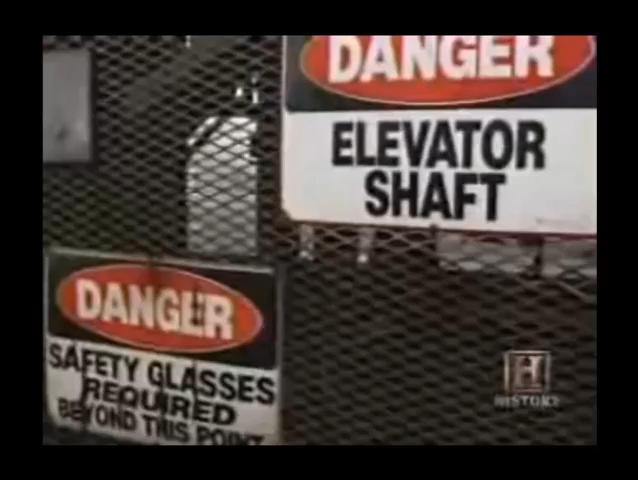 DANGER
ELEVATOR
SHAFT
DANGER
SAFETY GLASSES
REQUIRED
BEYOND THIS POINT
H
HISTORY